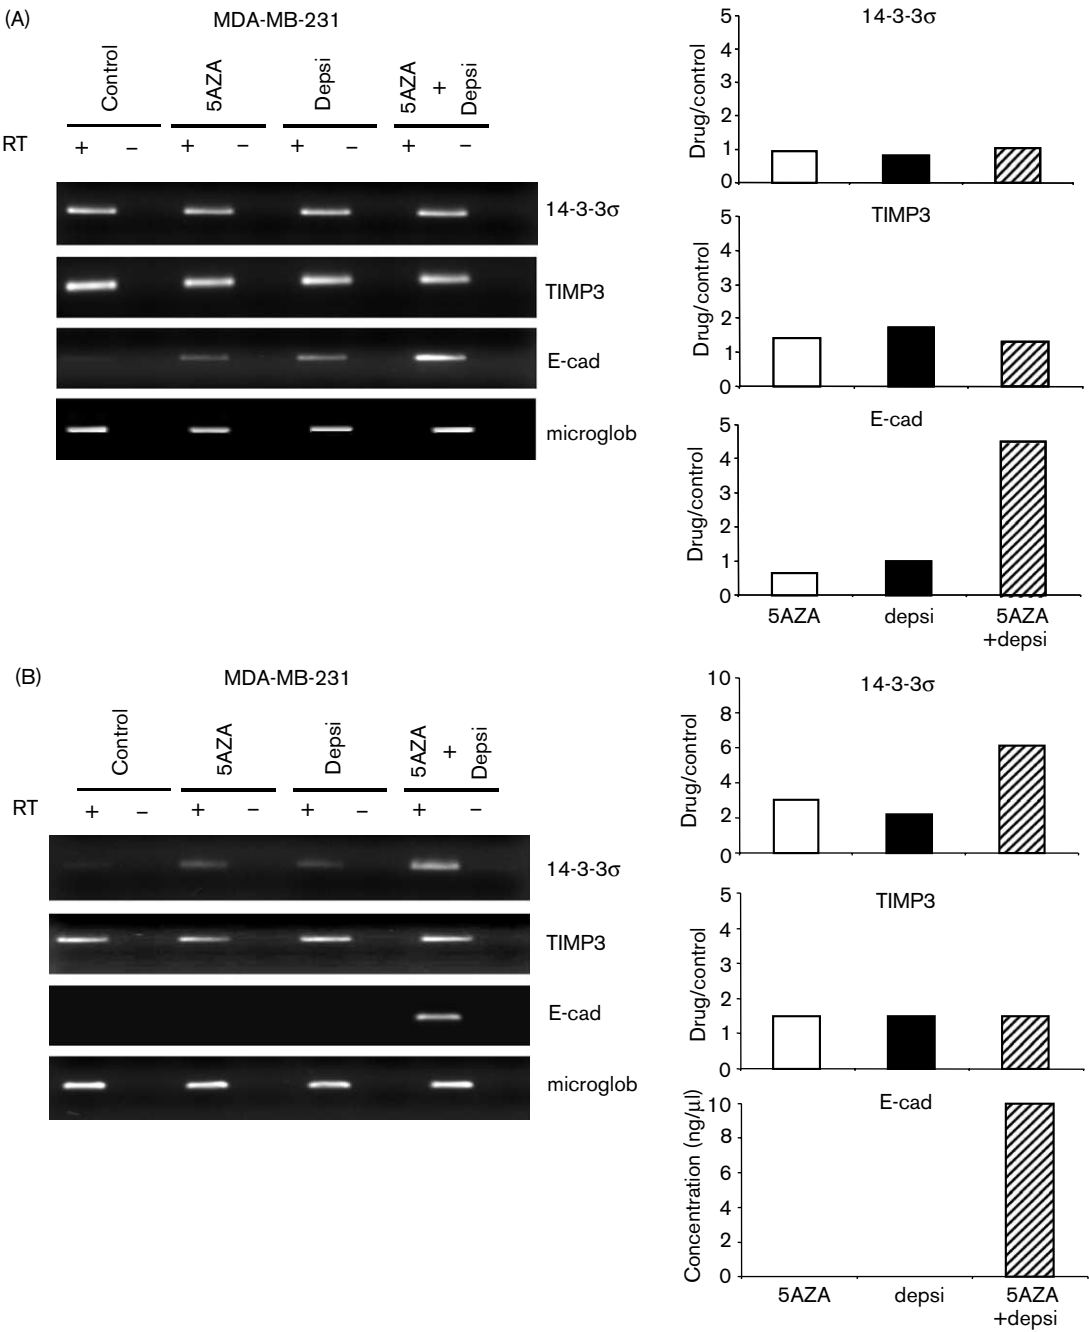 (A)
MDA-MB-231
Control
5AZA
Depsi
5AZA
+
Depsi
RT
+ – + – + – + –
14-3-3σ
TIMP3
E-cad
microglob
14-3-3σ
Drug/control
5
4
3
2
1
0
TIMP3
Drug/control
5
4
3
2
1
0
E-cad
Drug/control
5
4
3
2
1
0
5AZA depsi 5AZA
+depsi
(B)
MDA-MB-231
Control
5AZA
Depsi
5AZA
+
Depsi
RT
+ – + – + – + –
14-3-3σ
TIMP3
E-cad
microglob
14-3-3σ
Drug/control
10
8
6
4
2
0
TIMP3
Drug/control
5
4
3
2
1
0
E-cad
Concentration (ng/µl)
10
8
6
4
2
0
5AZA depsi 5AZA
+depsi